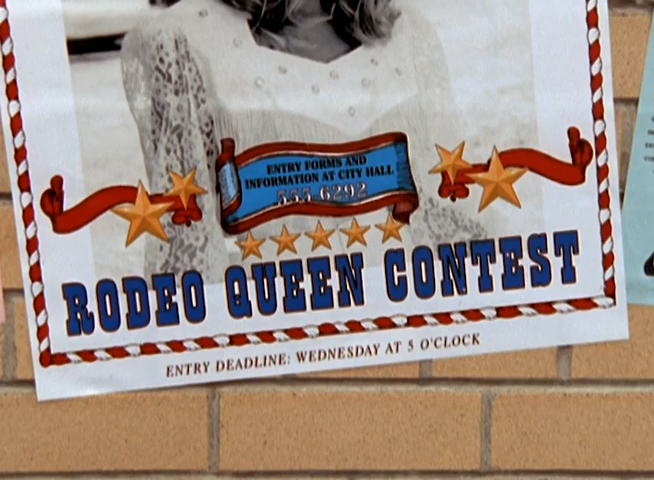 ENTRY FORMS AND
INFORMATION AT CITY HALL
555-6292
RODEO QUEEN CONTEST
ENTRY DEADLINE: WEDNESDAY AT 5 O'CLOCK